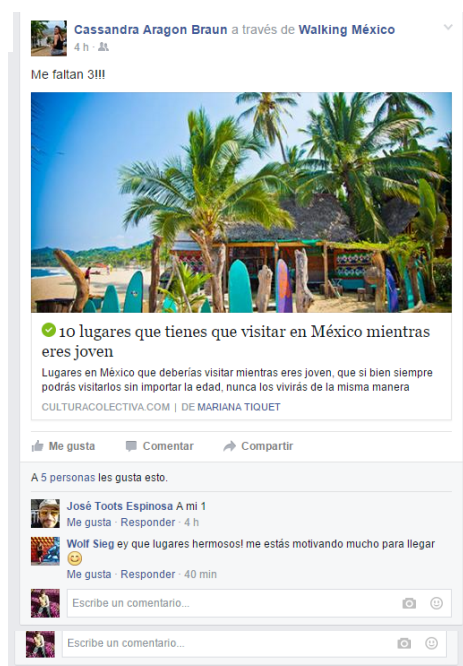 Cassandra Aragon Braun a través de Walking México
4 h ·
Me faltan 3!!!
10 lugares que tienes que visitar en México mientras
eres joven
Lugares en México que deberías visitar mientras eres joven, que si bien siempre
podrás visitarlos sin importar la edad, nunca los vivirás de la misma manera
CULTURACOLECTIVA.COM | DE MARIANA TIQUET
Me gusta Comentar Compartir
A 5 personas les gusta esto.
José Toots Espinosa A mi 1
Me gusta · Responder · 4 h
Wolf Sieg ey que lugares hermosos! me estás motivando mucho para llegar
Me gusta · Responder · 40 min
Escribe un comentario...
Escribe un comentario...